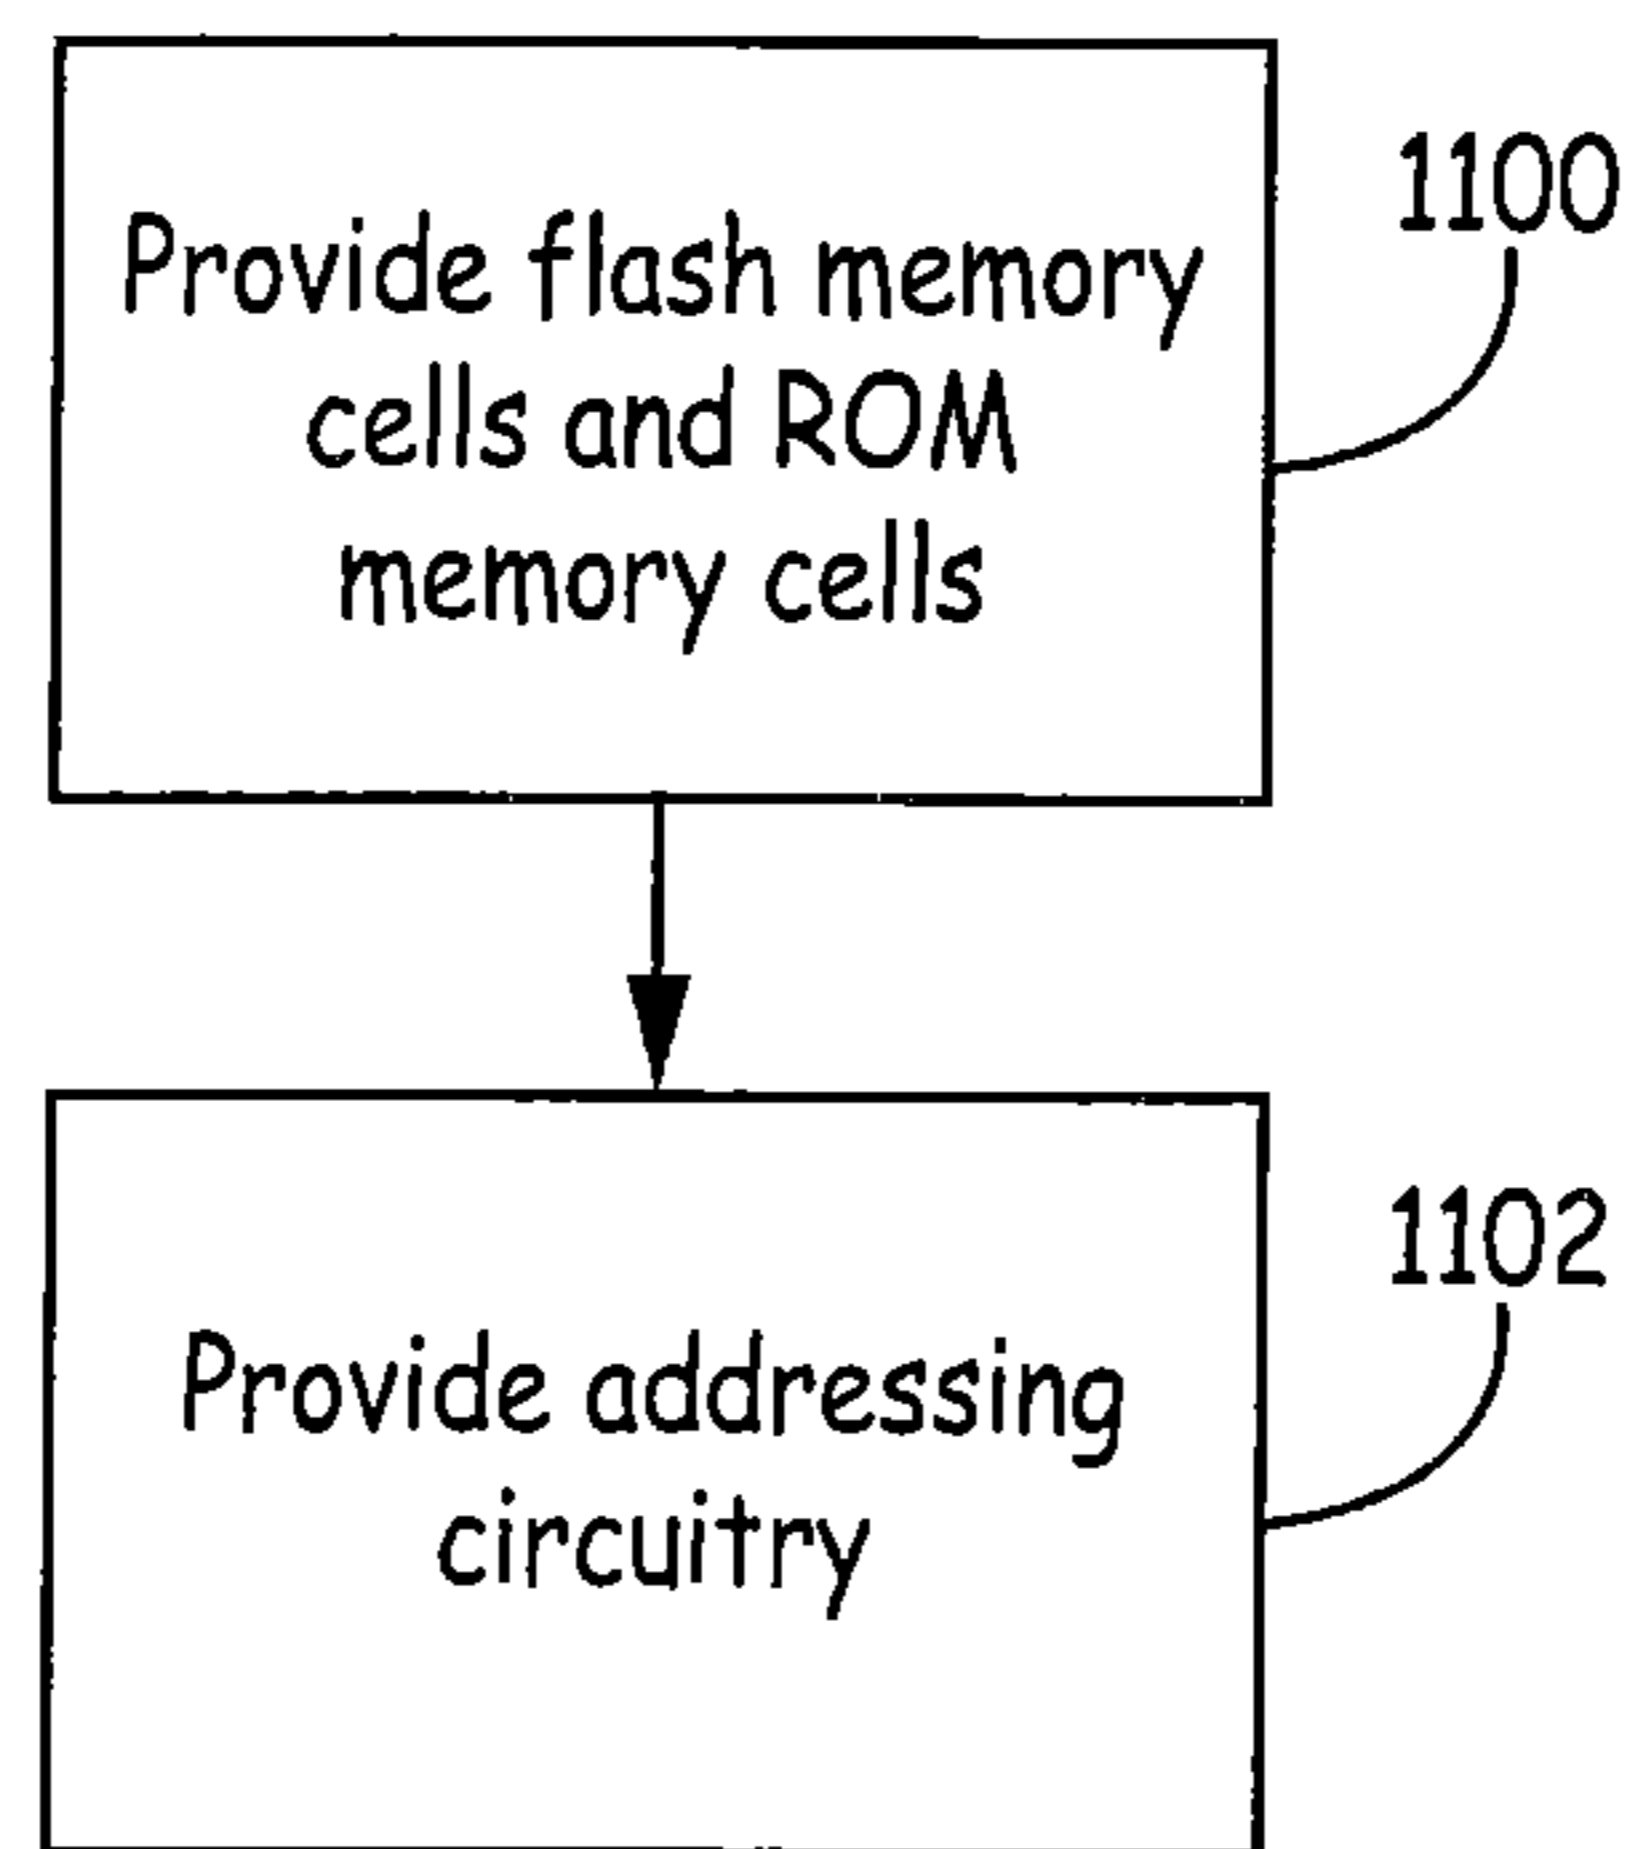 1100
Provide flash memory
cells and ROM
memory cells
1102
Provide addressing
circuitry